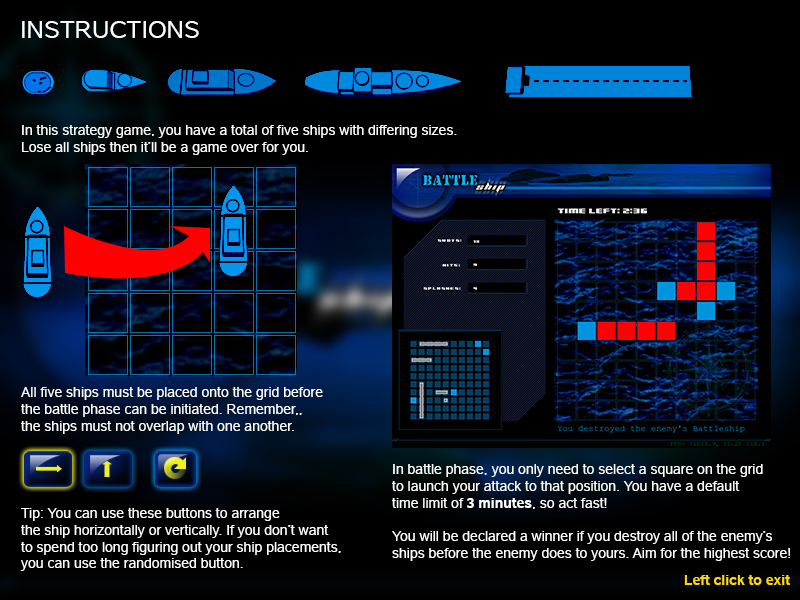 INSTRUCTIONS
In this strategy game, you have a total of five ships with differing sizes.
Lose all ships then it'll be a game over for you.
All five ships must be placed onto the grid before
the battle phase can be initiated. Remember,,
the ships must not overlap with one another.
Tip: You can use these buttons to arrange
the ship horizontally or vertically. If you don't want
to spend too long figuring out your ship placements,
you can use the randomised button.
BATTLE
ship
TIME LEFT: 2:36
SHOTS:
HITS:
SPLASHES:
You destroyed the enemy's Battleship
In battle phase, you only need to select a square on the grid
to launch your attack to that position. You have a default
time limit of 3 minutes, so act fast!
You will be declared a winner if you destroy all of the enemy's
ships before the enemy does to yours. Aim for the highest score!
Left click to exit